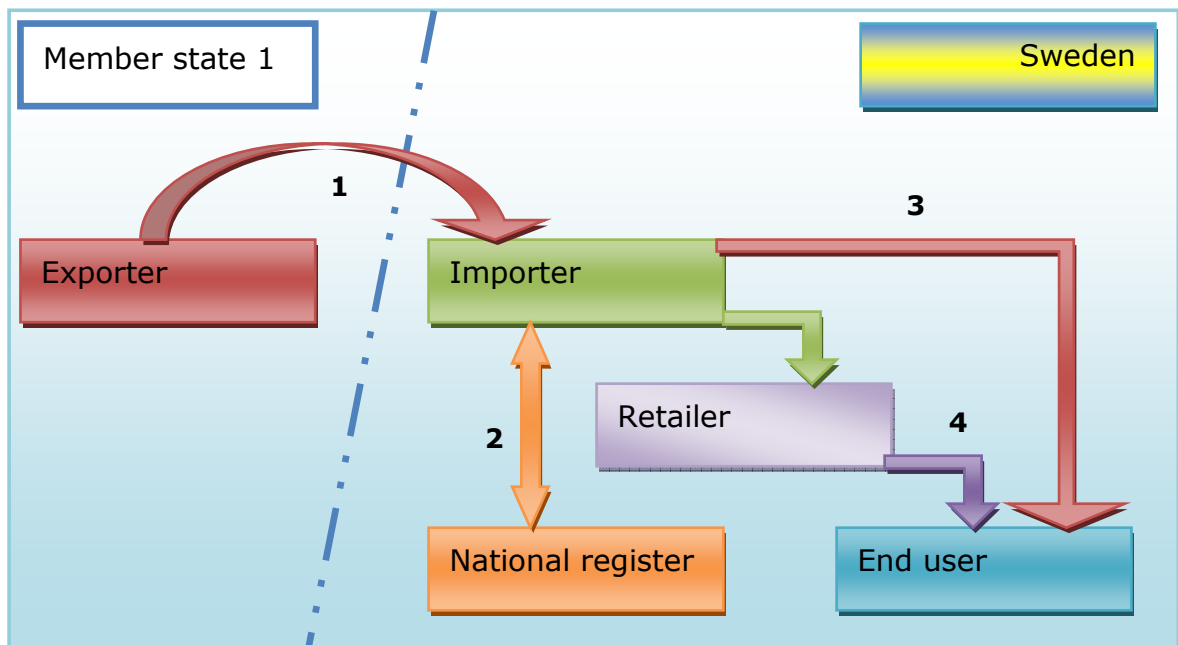 Member state 1
Sweden
1
3
Exporter
Importer
Retailer
4
2
National register
End user